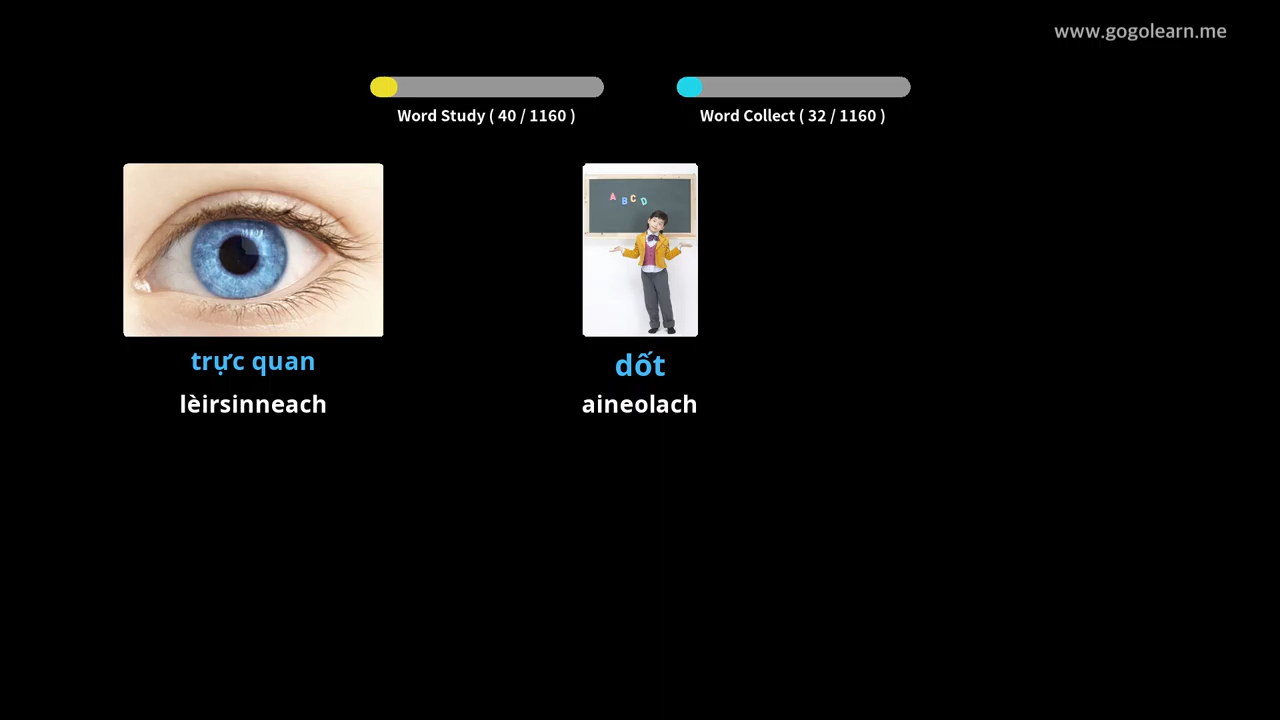 www.gogolearn.me
Word Study ( 40 / 1160 )
Word Collect ( 32 / 1160 )
A B C D
trực quan
dốt
lèirsinneach
aineolach